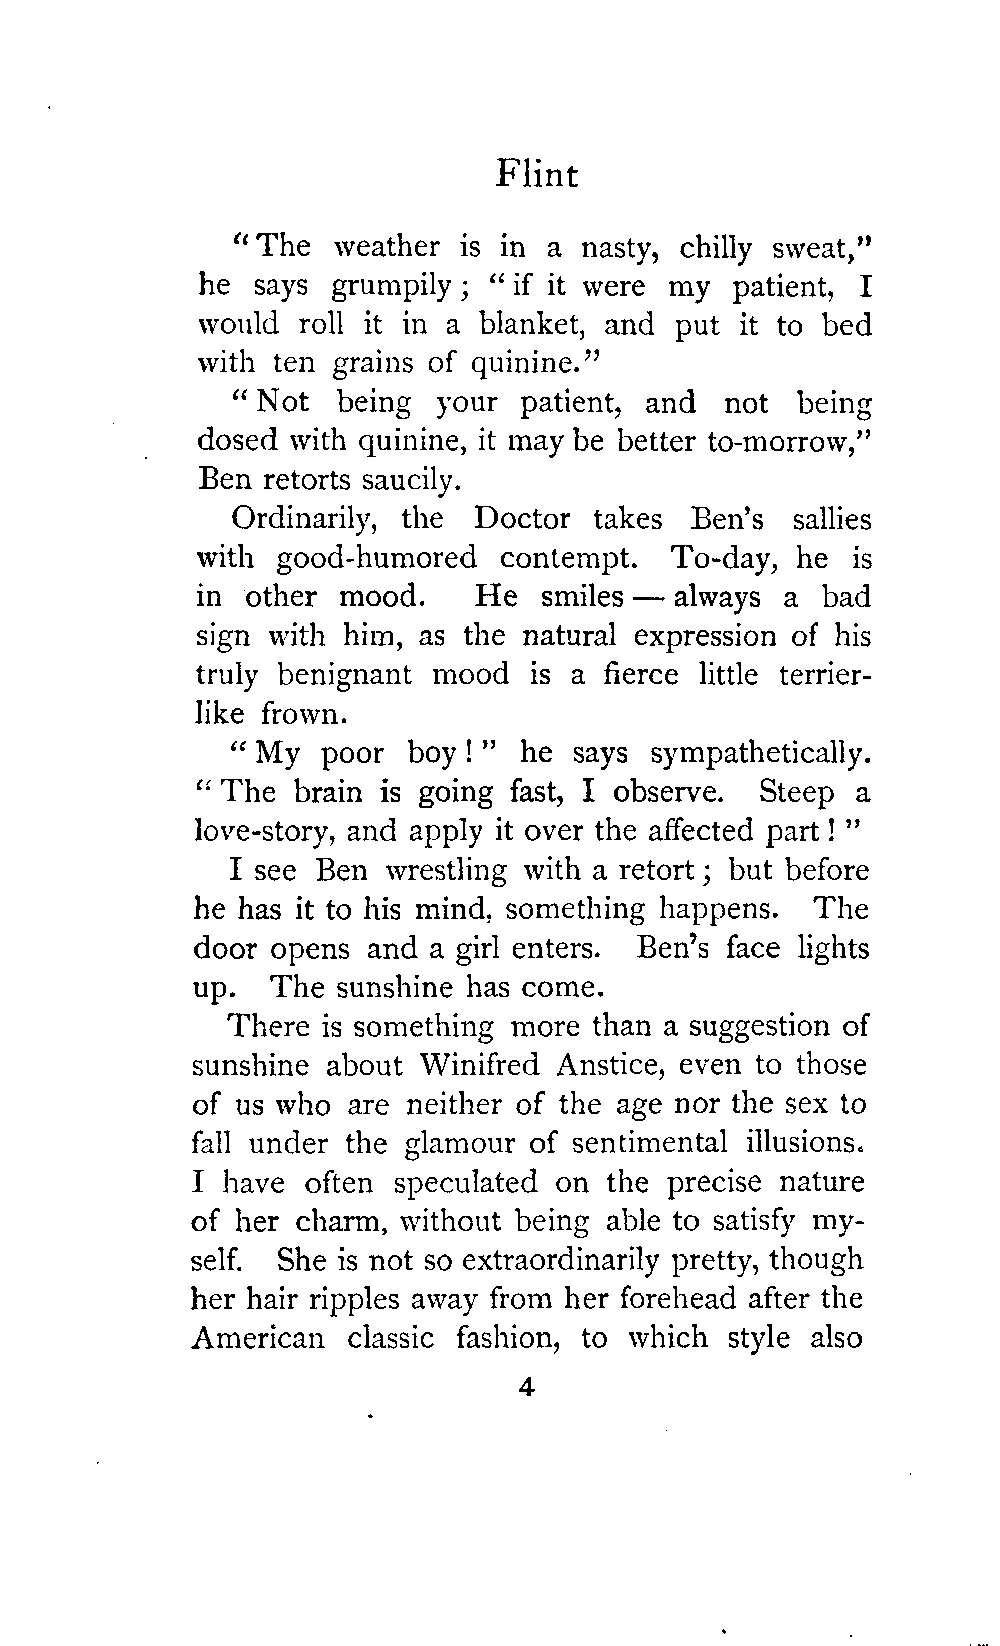 Flint
"The weather is in a nasty, chilly sweat,"
he says grumpily; "if it were my patient, I
would roll it in a blanket, and put it to bed
with ten grains of quinine."
"Not being your patient, and not being
dosed with quinine, it may be better to-morrow,"
Ben retorts saucily.
Ordinarily, the Doctor takes Ben's sallies
with good-humored contempt. To-day, he is
in other mood. He smiles — always a bad
sign with him, as the natural expression of his
truly benignant mood is a fierce little terrier-
like frown.
"My poor boy!" he says sympathetically.
"The brain is going fast, I observe. Steep a
love-story, and apply it over the affected part!"
I see Ben wrestling with a retort; but before
he has it to his mind, something happens. The
door opens and a girl enters. Ben's face lights
up. The sunshine has come.
There is something more than a suggestion of
sunshine about Winifred Anstice, even to those
of us who are neither of the age nor the sex to
fall under the glamour of sentimental illusions.
I have often speculated on the precise nature
of her charm, without being able to satisfy my-
self. She is not so extraordinarily pretty, though
her hair ripples away from her forehead after the
American classic fashion, to which style also
4